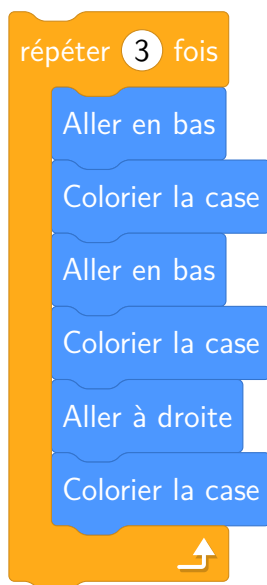 répéter 3 fois
Aller en bas
Colorier la case
Aller en bas
Colorier la case
Aller à droite
Colorier la case